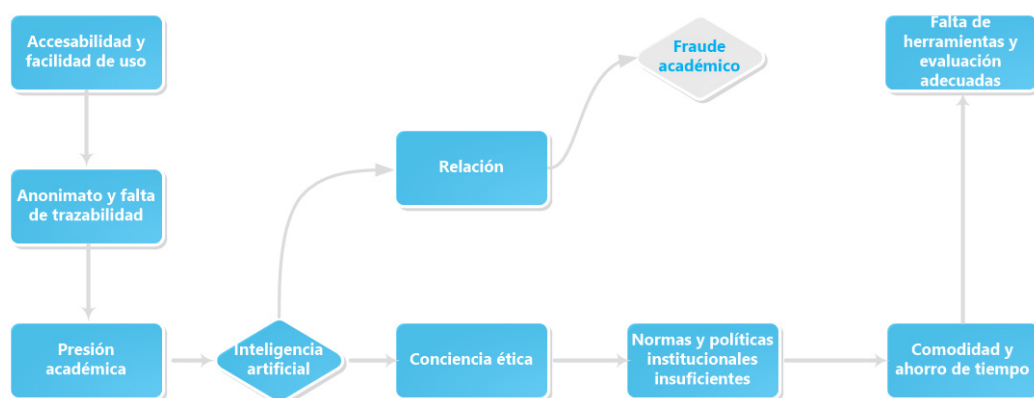 Accesabilidad y
facilidad de uso
Fraude
académico
Falta de
herramientas y
evaluación
adecuadas
Relación
Anonimato y falta
de trazabilidad
Presión
académica
Inteligencia
artificial
Conciencia ética
Normas y políticas
institucionales
insuficientes
Comodidad y
ahorro de tiempo